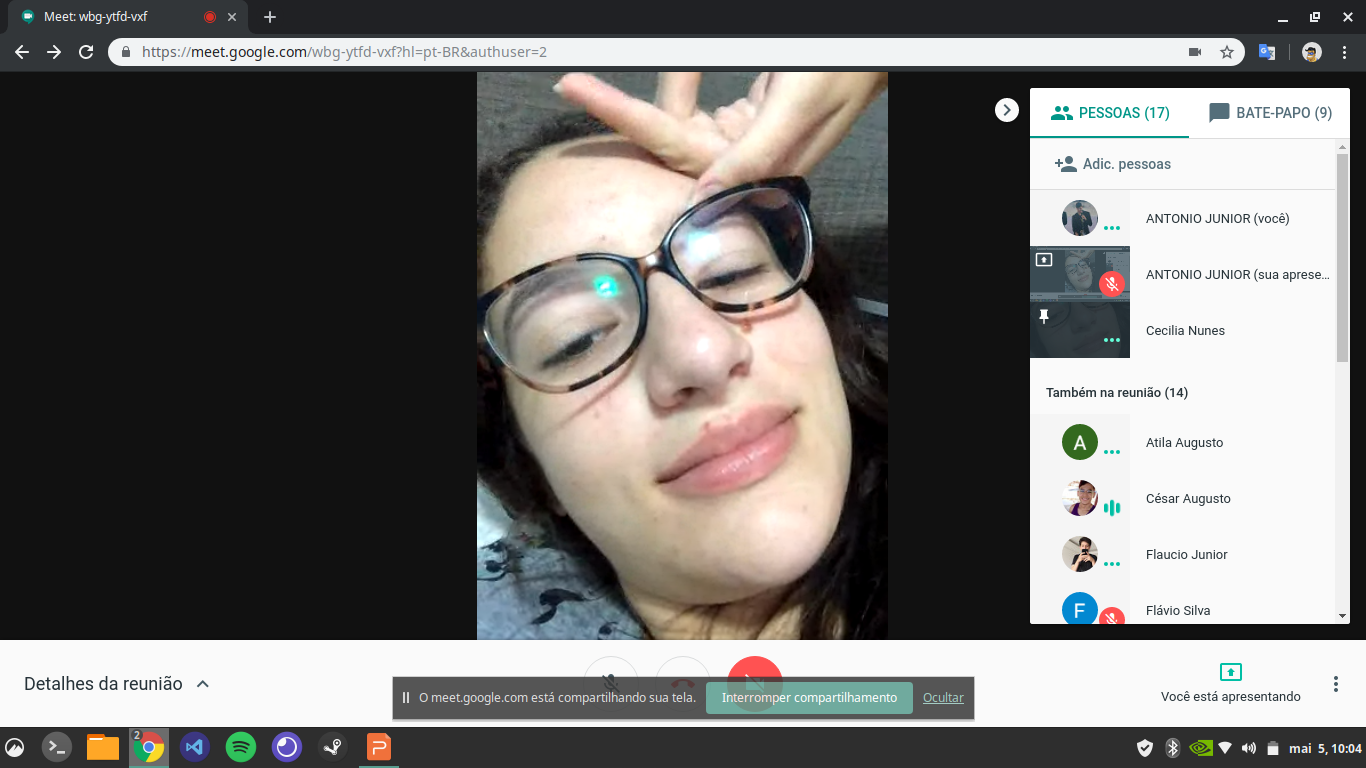 Meet: wbg-ytfd-vxf
https://meet.google.com/wbg-ytfd-vxf?hl=pt-BR&authuser=2
PESSOAS (17)
BATE-PAPO (9)
Adic. pessoas
ANTONIO JUNIOR (você)
ANTONIO JUNIOR (sua aprese…
Cecilia Nunes
Também na reunião (14)
A
Atila Augusto
César Augusto
Flaucio Junior
F
Flávio Silva
Detalhes da reunião
O meet.google.com está compartilhando sua tela.
Interromper compartilhamento
Ocultar
Você está apresentando
2
mai 5, 10:04